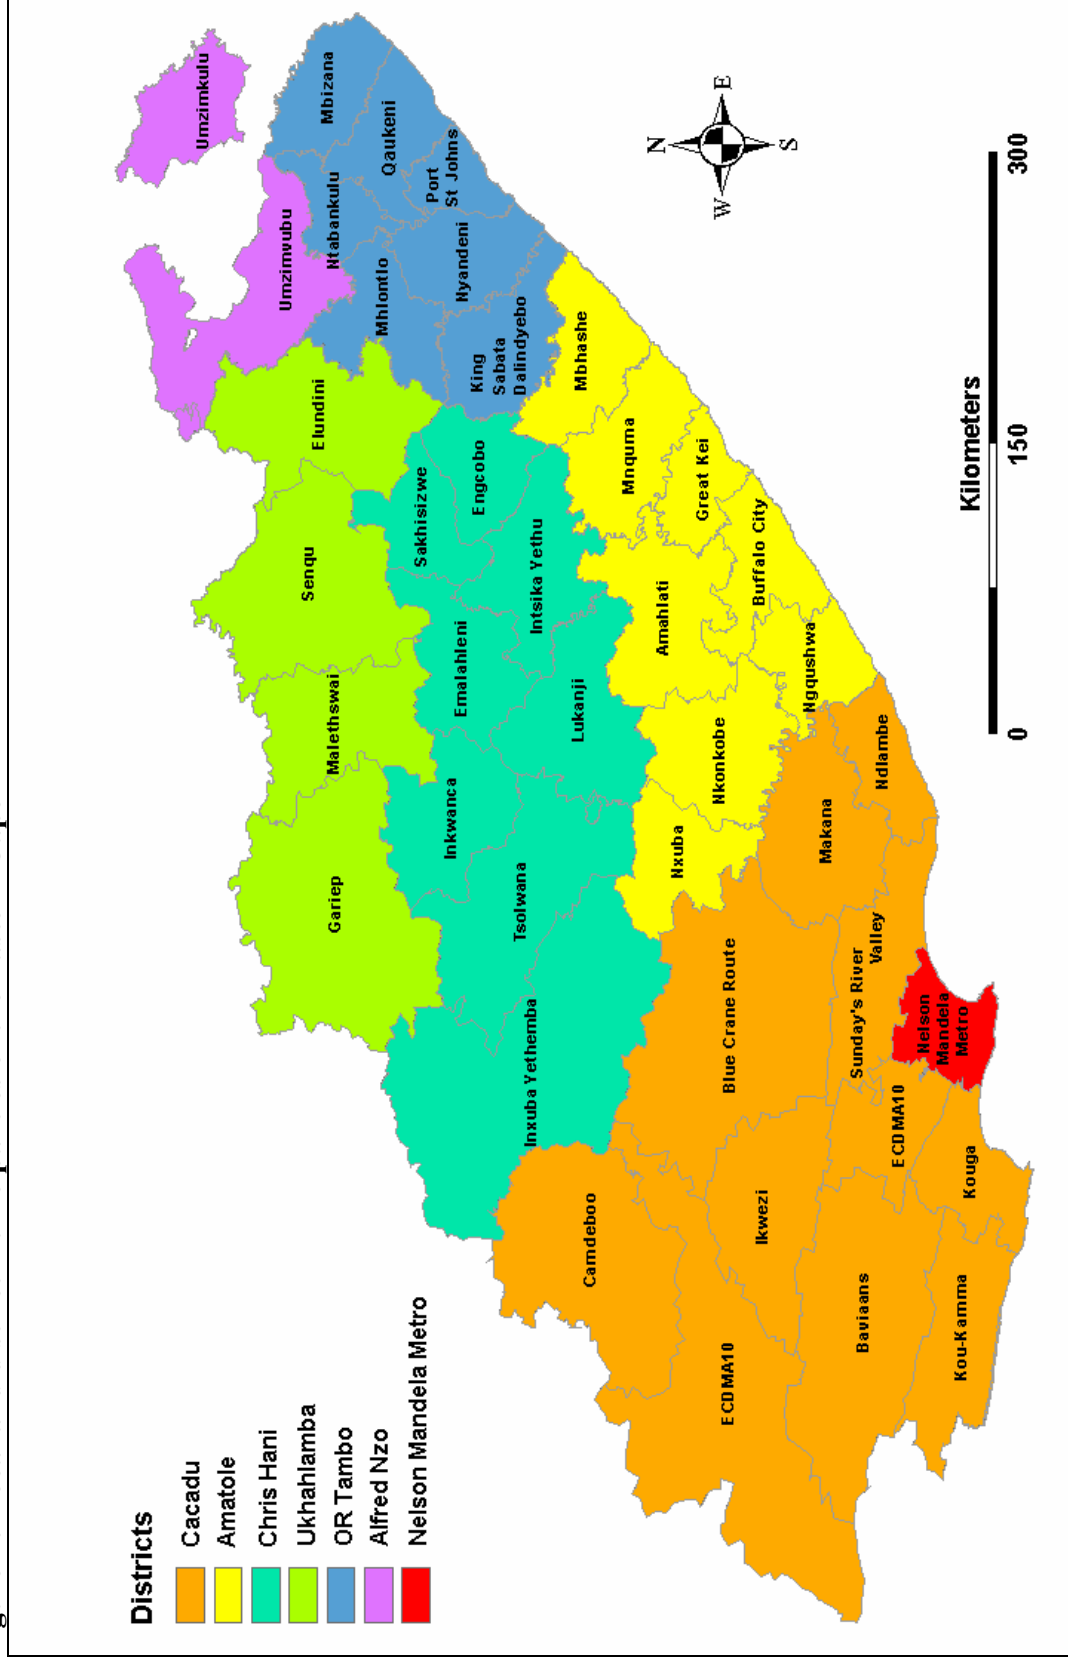 Districts
Cacadu
Amatole
Chris Hani
Ukhahlamba
OR Tambo
Alfred Nzo
Nelson Mandela Metro
Umzimkulu
Umzimvubu
Mbizana
Ntabankulu
Qaukeni
Port
St Johns
Mhlontlo
Nyandeni
King
Sabata
Dalindyebo
Elundini
Senqu
Malethswai
Gariep
Sakhisizwe
Engcobo
Emalahleni
Intsika Yethu
Inkwanca
Lukanji
Tsolwana
Inxuba Yethemba
Mbhashe
Mnquma
Great Kei
Amahlati
Buffalo City
Ngqushwa
Nkonkobe
Nxuba
Camdeboo
Blue Crane Route
Makana
Ndlambe
Ikwezi
Sunday's River
Valley
ECDMA10
ECDMA10
Nelson
Mandela
Metro
Baviaans
Kouga
Kou-Kamma
N
W
E
S
Kilometers
0
150
300